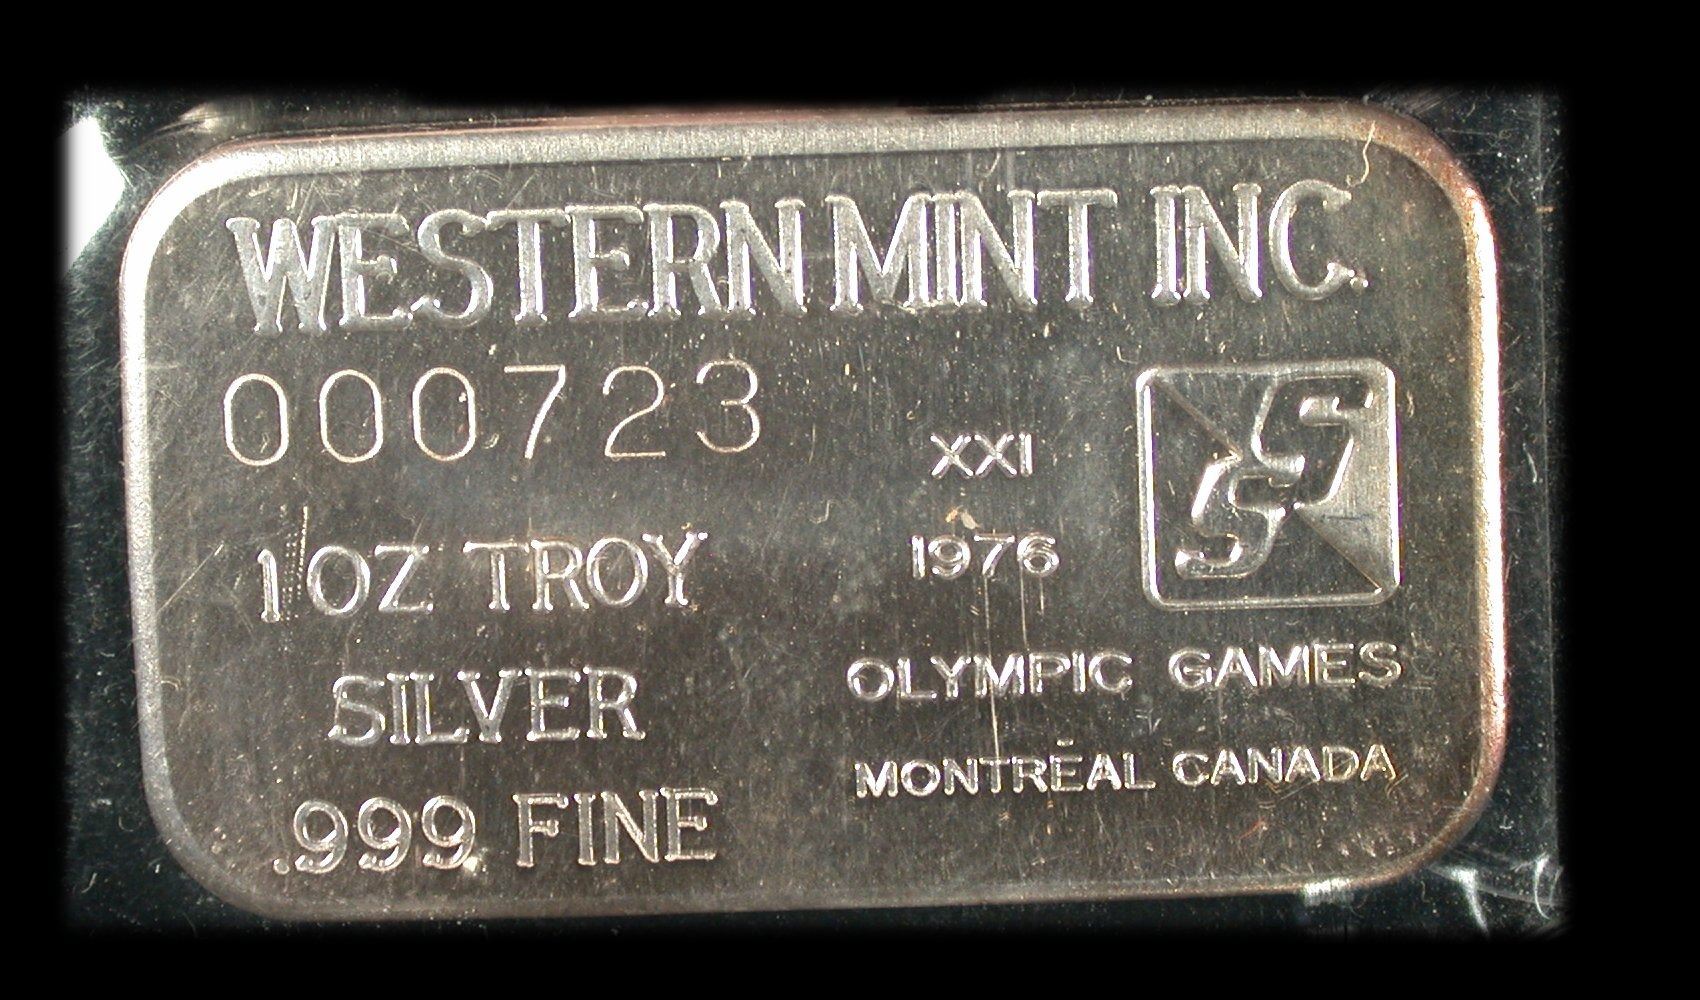 WESTERN MINT INC.
000723
1 OZ TROY
SILVER
.999 FINE
XXI
1976
OLYMPIC GAMES
MONTRÉAL CANADA